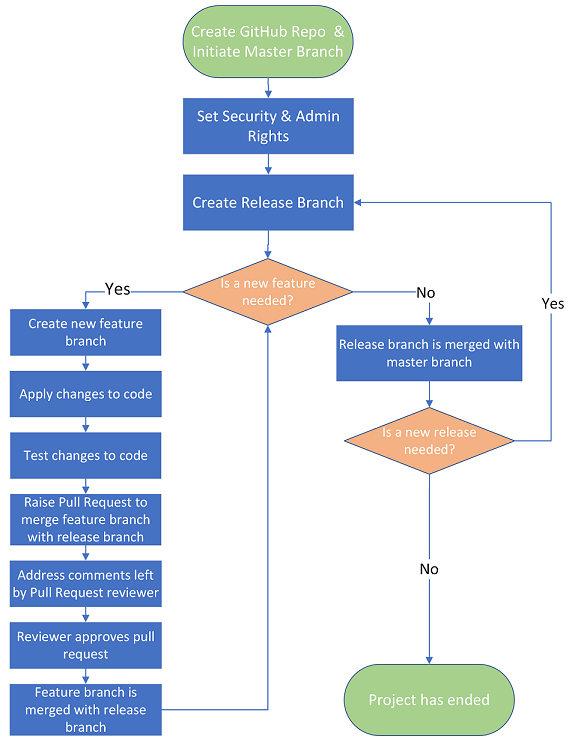 Create GitHub Repo &
Initiate Master Branch
Set Security & Admin
Rights
Create Release Branch
Is a new feature
needed?
Yes
No
Yes
Create new feature
branch
Release branch is merged with
master branch
Apply changes to code
Is a new release
needed?
Test changes to code
Raise Pull Request to
merge feature branch
with release branch
Address comments left
by Pull Request reviewer
No
Reviewer approves pull
request
Feature branch is
merged with release
branch
Project has ended